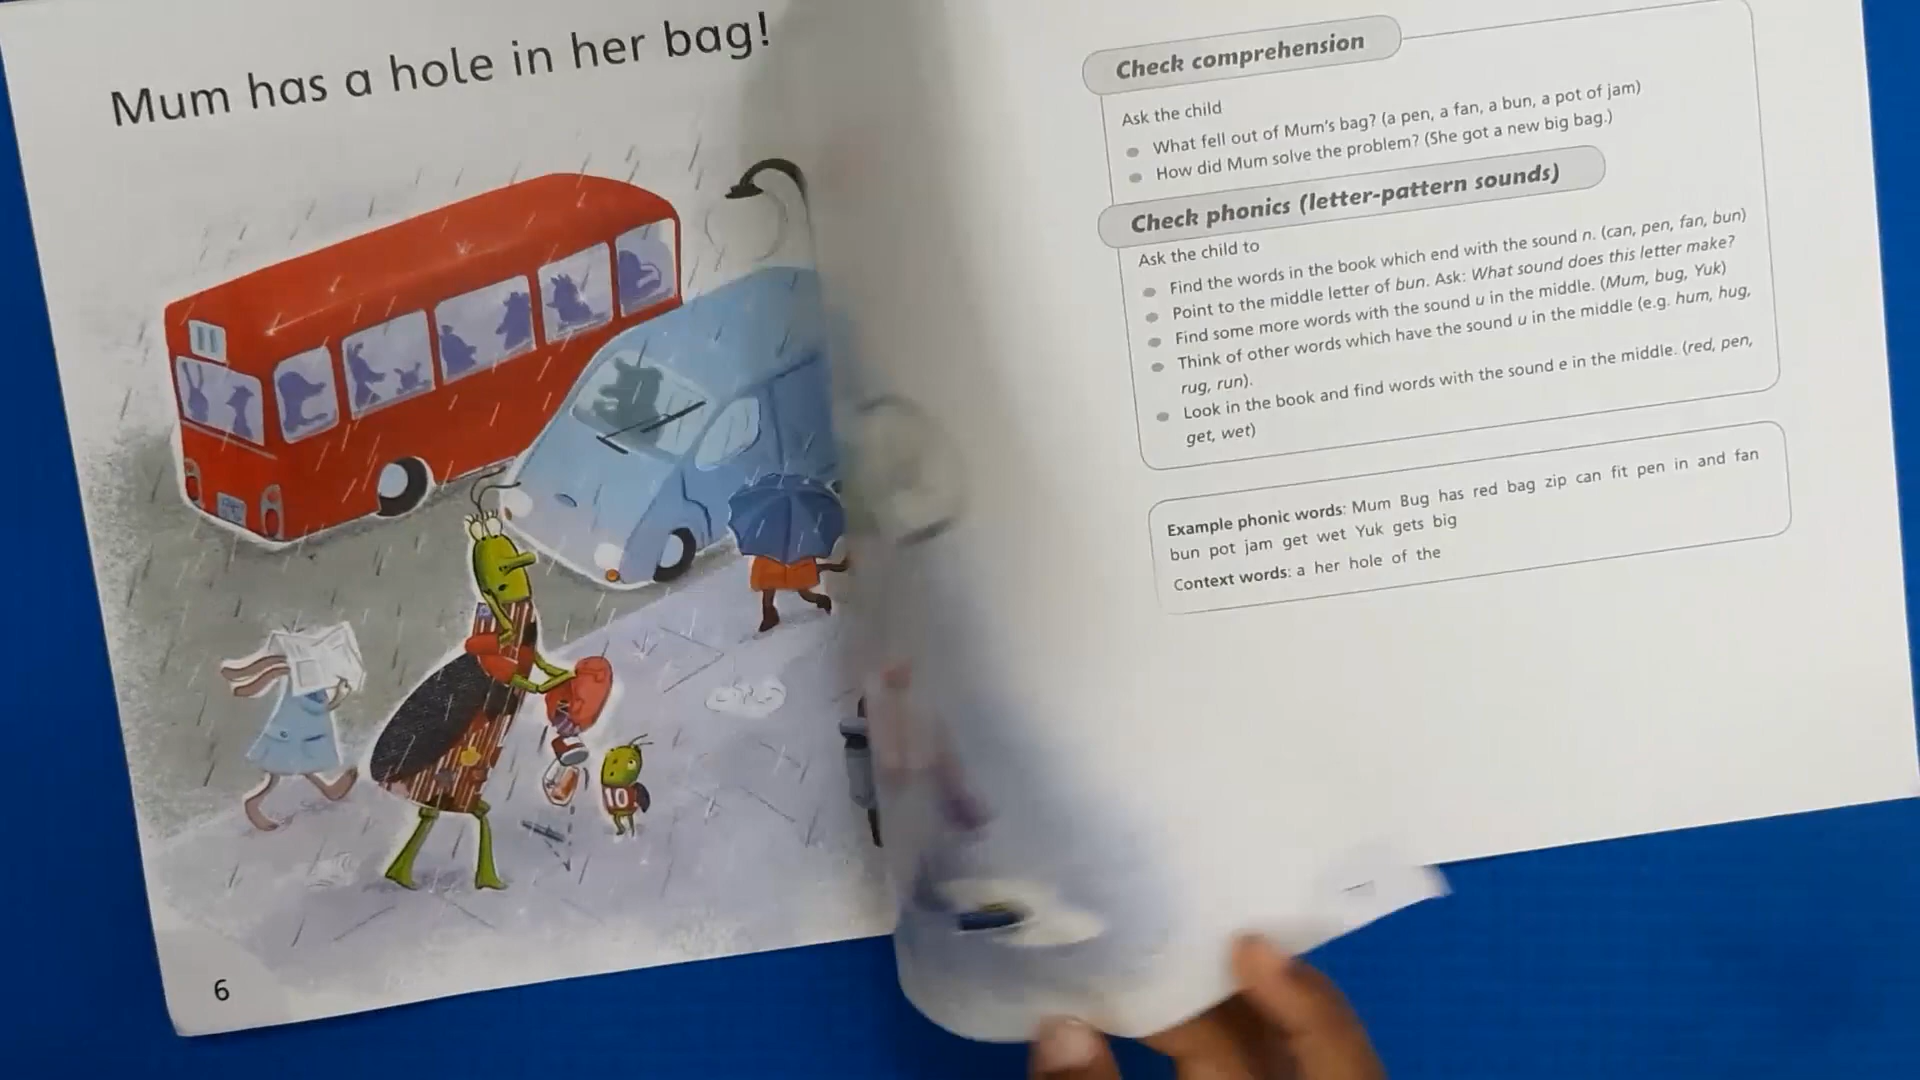 Mum has a hole in her bag!
10
6
Check comprehension
Ask the child
What fell out of Mum's bag? (a pen, a fan, a bun, a pot of jam)
How did Mum solve the problem? (She got a new big bag.)
Check phonics (letter-pattern sounds)
Ask the child to
Find the words in the book which end with the sound n. (can, pen, fan, bun)
Point to the middle letter of bun. Ask: What sound does this letter make?
Find some more words with the sound u in the middle. (Mum, bug, Yuk)
Think of other words which have the sound u in the middle (e.g. hum, hug,
rug, run).
Look in the book and find words with the sound e in the middle. (red, pen,
get, wet)
Example phonic words: Mum Bug has red bag zip can fit pen in and fan
bun pot jam get wet Yuk gets big
Context words: a her hole of the